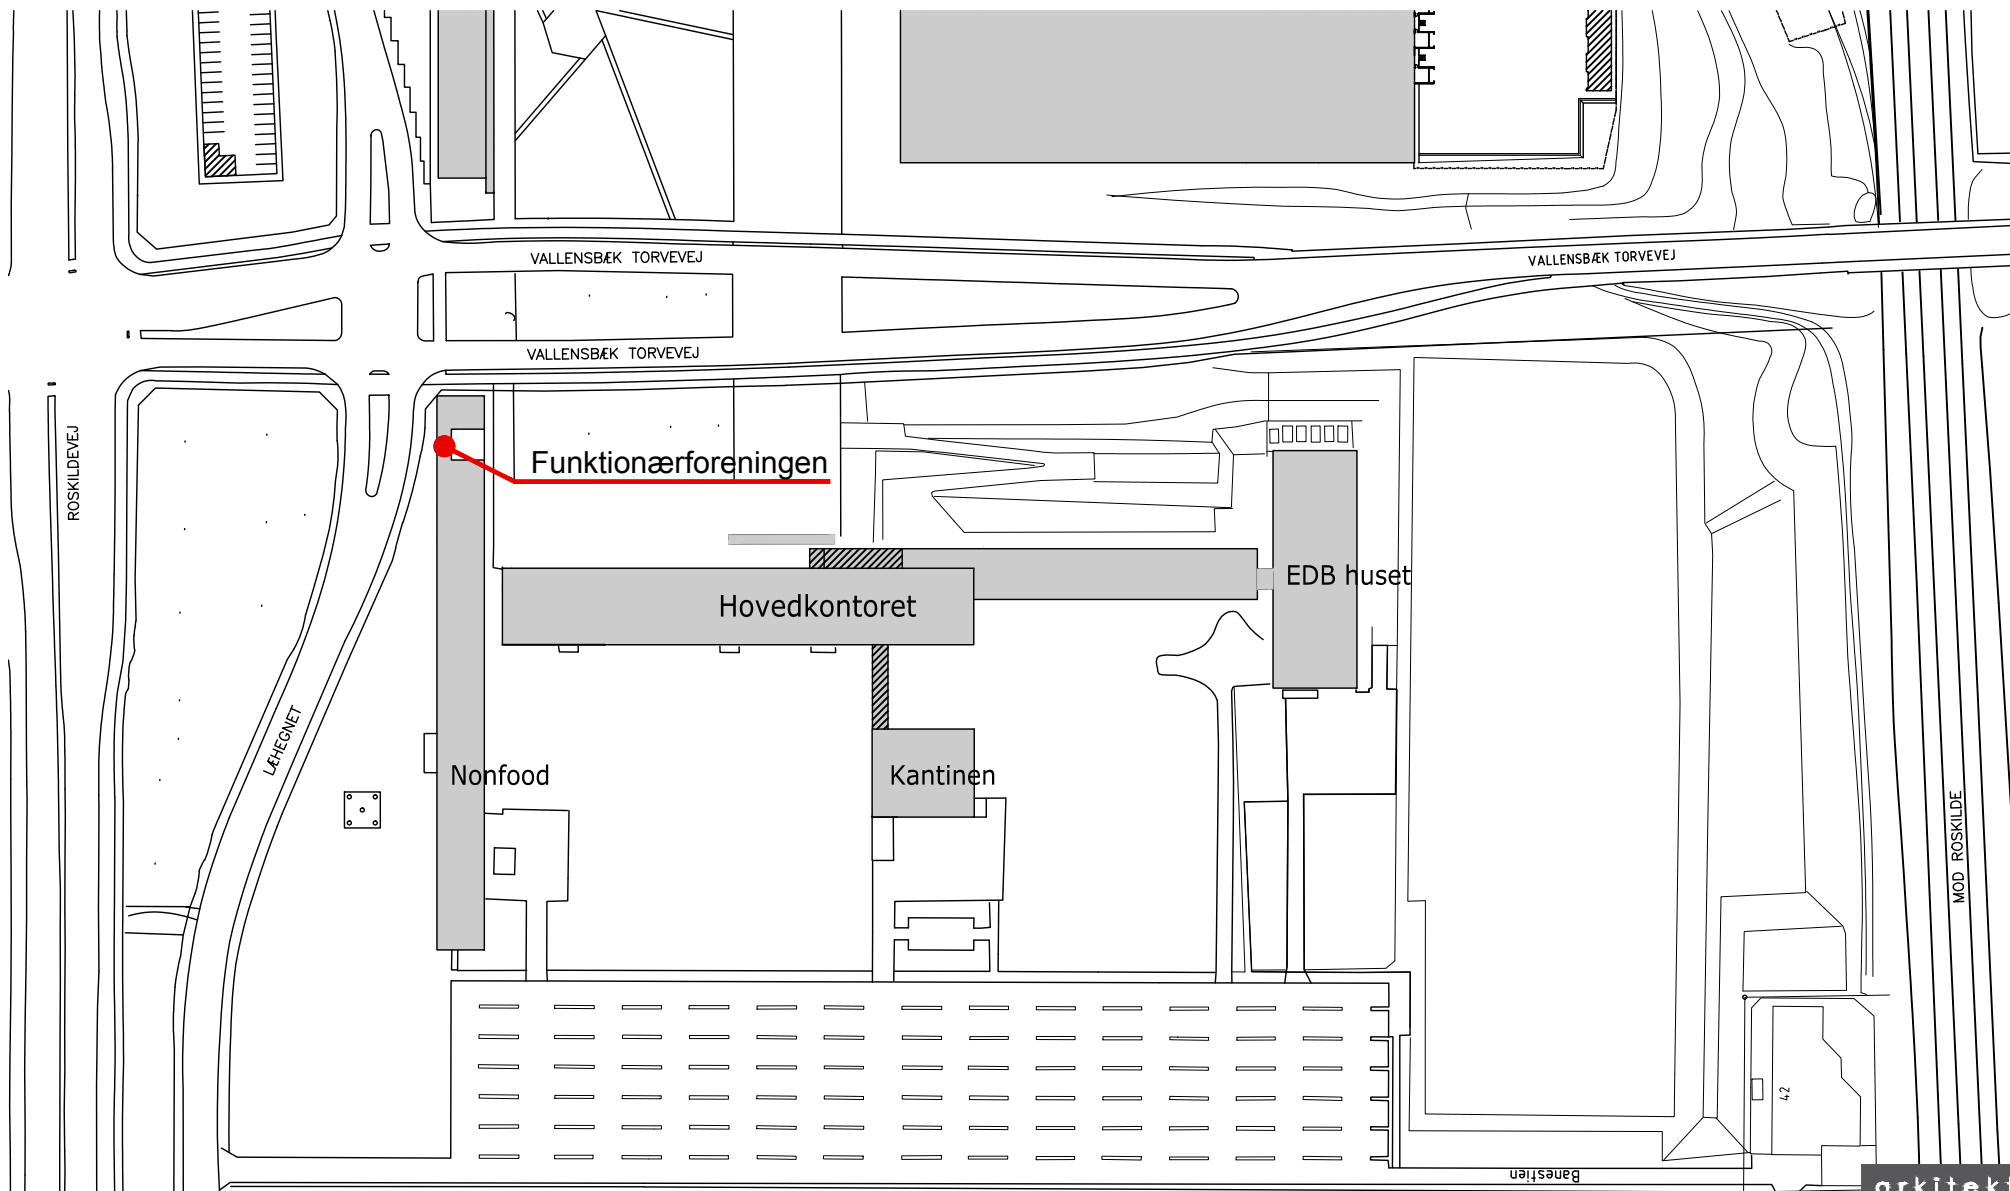 VALLENSBÆK TORVEVEJ
VALLENSBÆK TORVEVEJ
VALLENSBÆK TORVEVEJ
ROSKILDEVEJ
Funktionærforeningen
EDB huset
Hovedkontoret
LÆHEGNET
Nonfood
Kantinen
MOD ROSKILDE
42
Banestien